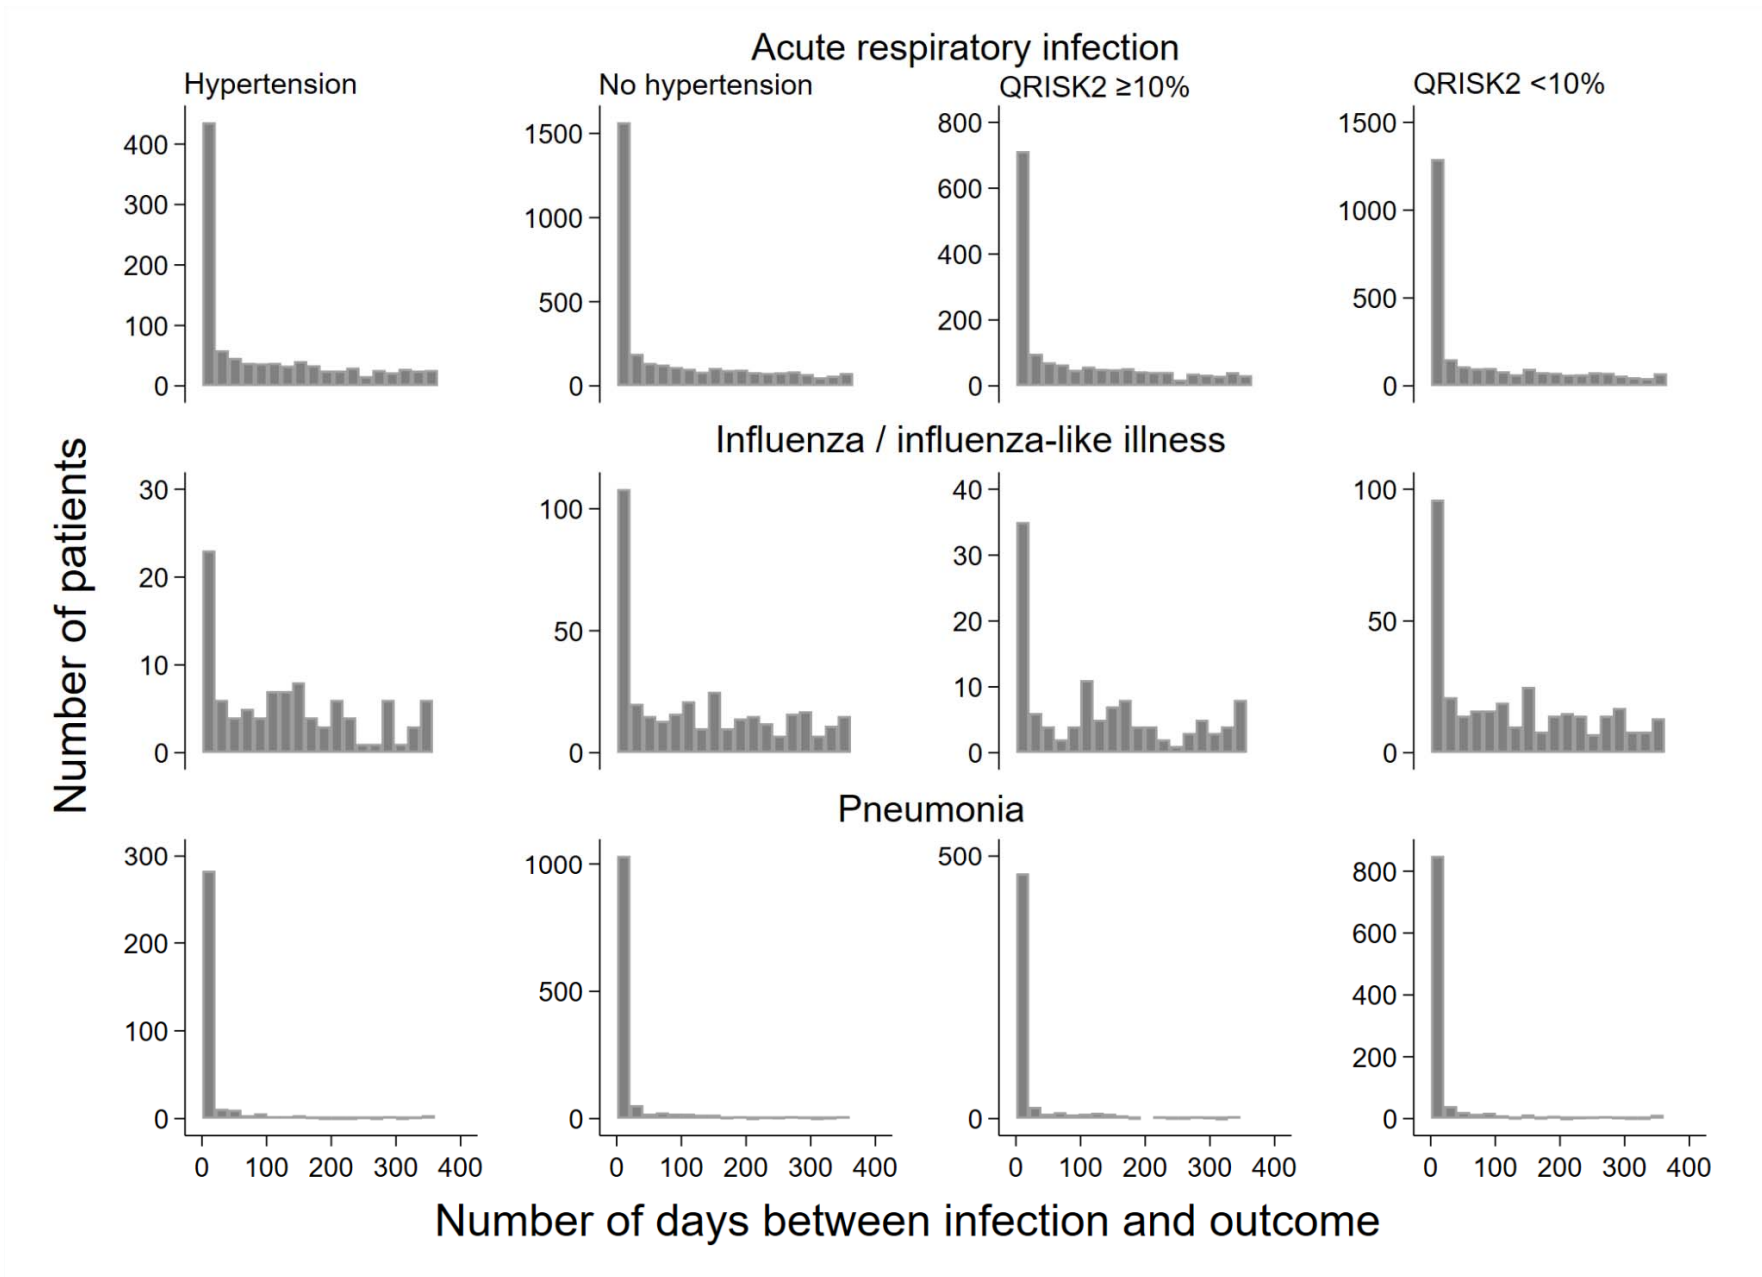 Acute respiratory infection
Hypertension No hypertension QRISK2 ≥10% QRISK2 <10%
400 300 200 100 0
1500 1000 500 0
800 600 400 200 0
1500 1000 500 0
Number of patients
Influenza / influenza-like illness
30 20 10 0
100 50 0
40 30 20 10 0
100 50 0
Pneumonia
300 200 100 0
1000 500 0
500 0
800 600 400 200 0
0 100 200 300 400 0 100 200 300 400 0 100 200 300 400 0 100 200 300 400
Number of days between infection and outcome